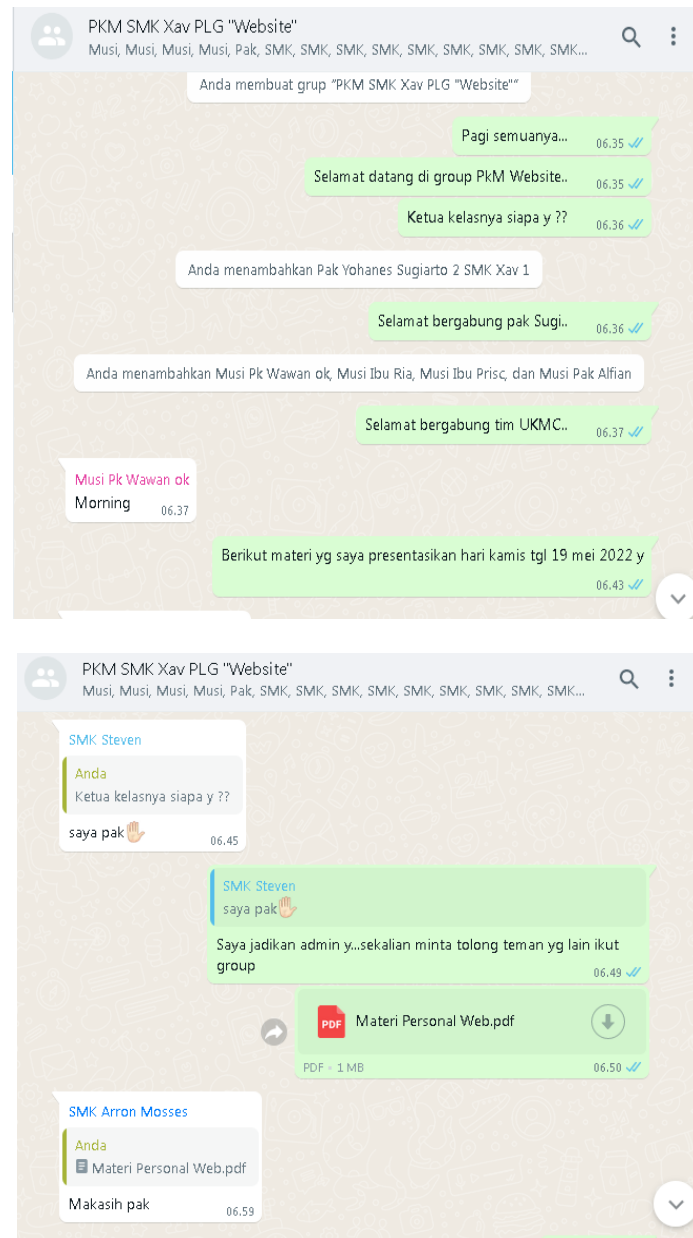 PKM SMK Xav PLG "Website"
Musi, Musi, Musi, Musi, Pak, SMK, SMK, SMK, SMK, SMK, SMK, SMK, SMK, SMK...
Anda membuat grup "PKM SMK Xav PLG "Website""
Pagi semuanya...
06.35
Selamat datang di group PkM Website..
06.35
Ketua kelasnya siapa y ??
06.36
Anda menambahkan Pak Yohanes Sugiarto 2 SMK Xav 1
Selamat bergabung pak Sugi..
06.36
Anda menambahkan Musi Pk Wawan ok, Musi Ibu Ria, Musi Ibu Prisc, dan Musi Pak Alfian
Selamat bergabung tim UKMC..
06.37
Musi Pk Wawan ok
Morning
06.37
Berikut materi yg saya presentasikan hari kamis tgl 19 mei 2022 y
06.43
PKM SMK Xav PLG "Website"
Musi, Musi, Musi, Musi, Pak, SMK, SMK, SMK, SMK, SMK, SMK, SMK, SMK, SMK...
SMK Steven
Anda
Ketua kelasnya siapa y ??
saya pak✋🏻
06.45
SMK Steven
saya pak✋🏻
Saya jadikan admin y...sekalian minta tolong teman yg lain ikut
group
06.49
PDF
Materi Personal Web.pdf
PDF • 1 MB
06.50
SMK Arron Mosses
Anda
Materi Personal Web.pdf
Makasih pak
06.59